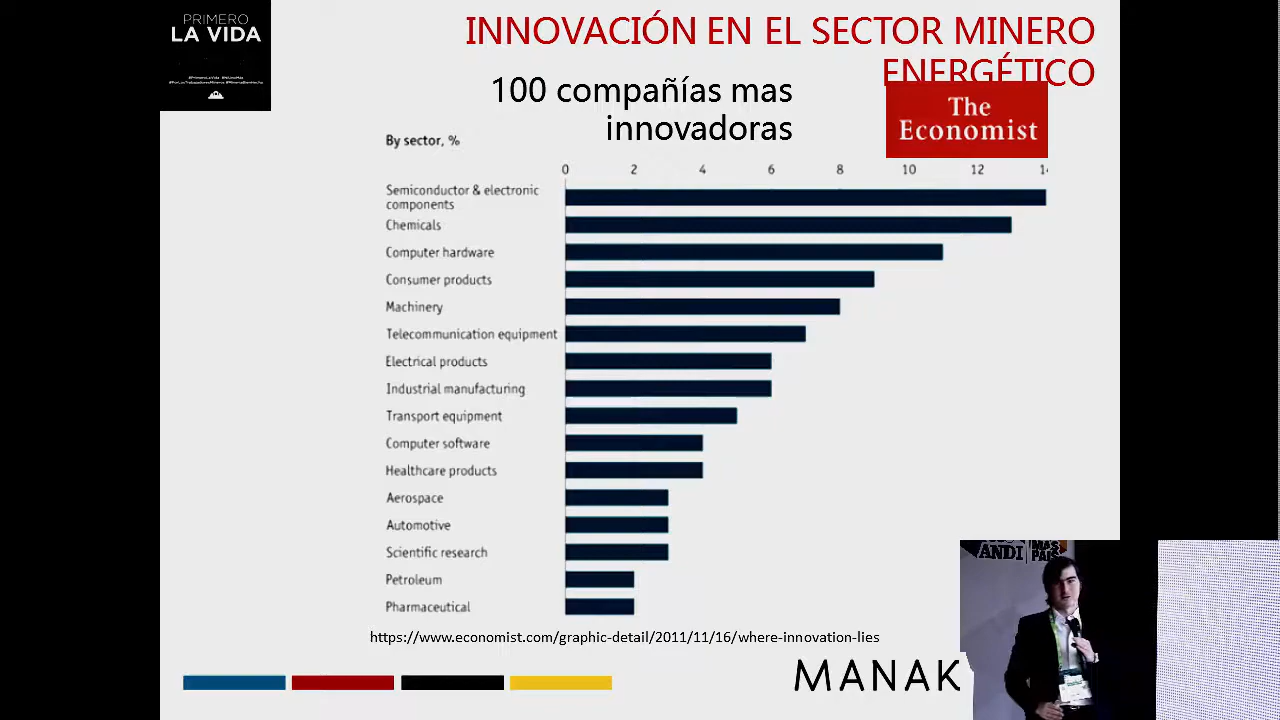 PRIMERO
LA VIDA
INNOVACIÓN EN EL SECTOR MINERO
ENERGÉTICO
100 compañías mas
innovadoras
The
Economist
By sector, %
0 2 4 6 8 10 12 14
Semiconductor & electronic
components
Chemicals
Computer hardware
Consumer products
Machinery
Telecommunication equipment
Electrical products
Industrial manufacturing
Transport equipment
Computer software
Healthcare products
Aerospace
Automotive
Scientific research
Petroleum
Pharmaceutical
https://www.economist.com/graphic-detail/2011/11/16/where-innovation-lies
MANAK
ANDI